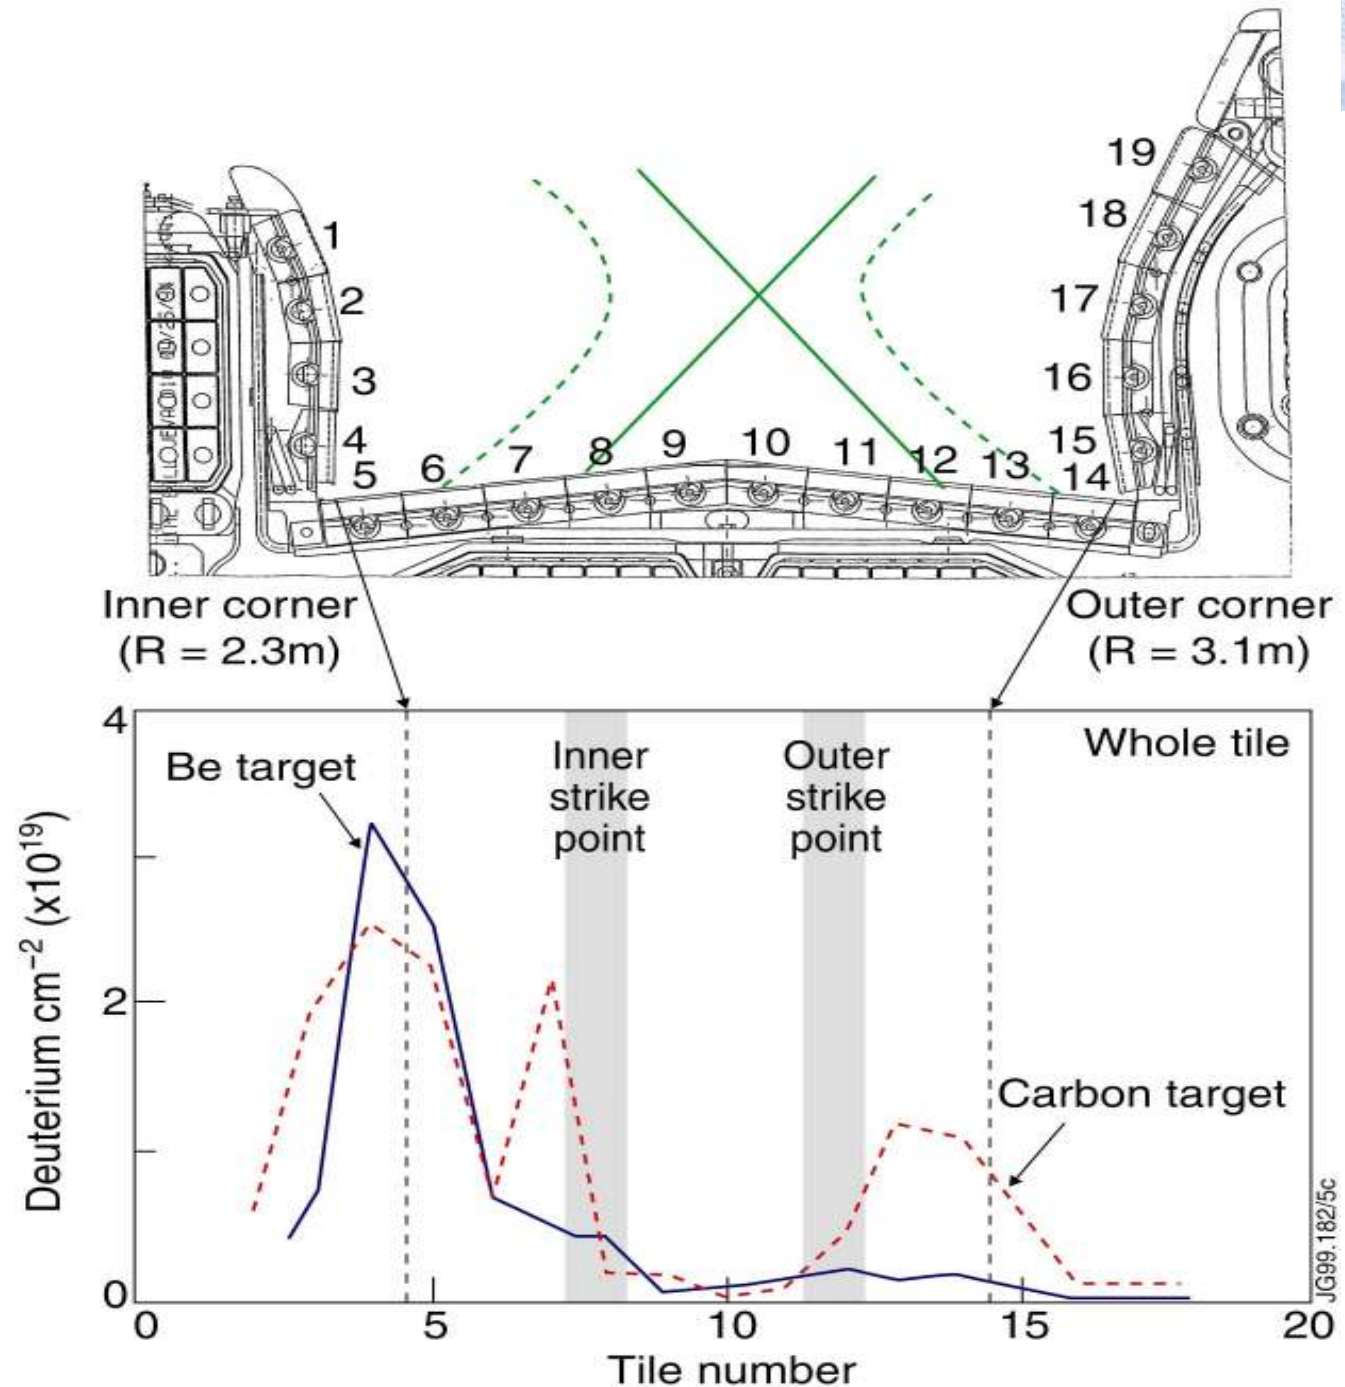 19
18
17
16
15
14
1
2
3
4
5
6
7
8
9
10
11
12
13
Inner corner
(R = 2.3m)
Outer corner
(R = 3.1m)
Whole tile
Be target
Inner
strike
point
Outer
strike
point
Carbon target
4
2
0
Deuterium cm⁻² (x10¹⁹)
0
5
10
15
20
Tile number
JG99.182/5c